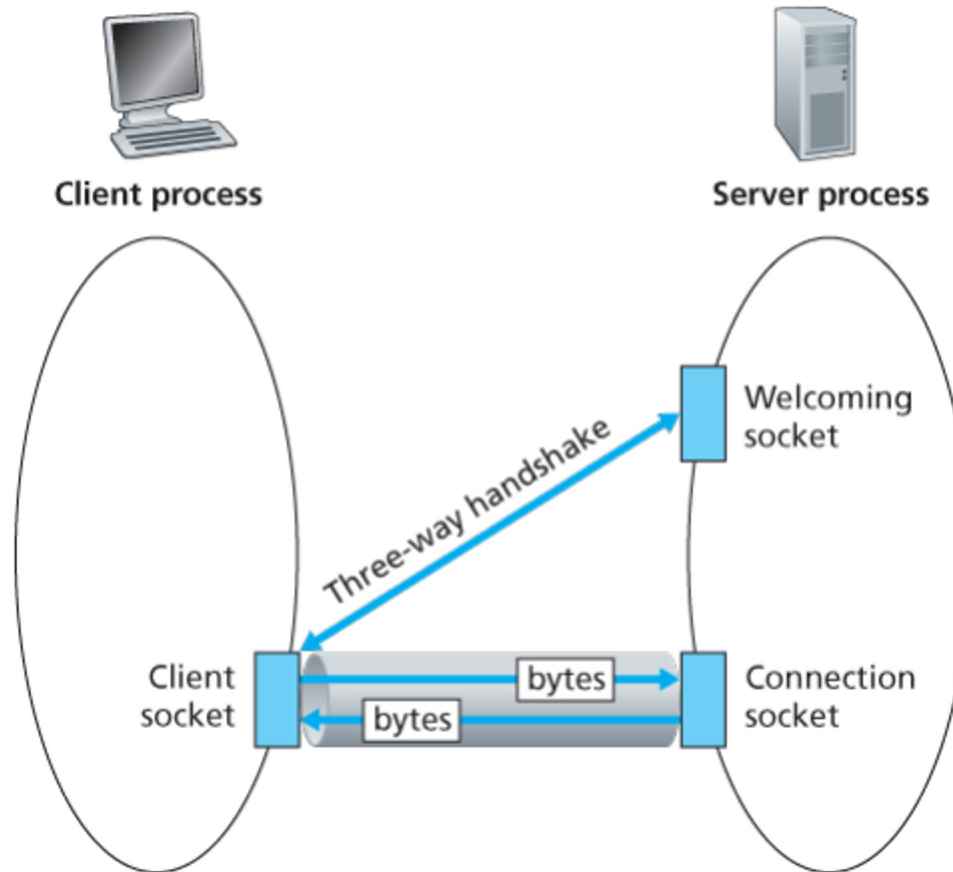 Client process
Server process
Welcoming
socket
Three-way handshake
Client
socket
bytes
bytes
Connection
socket